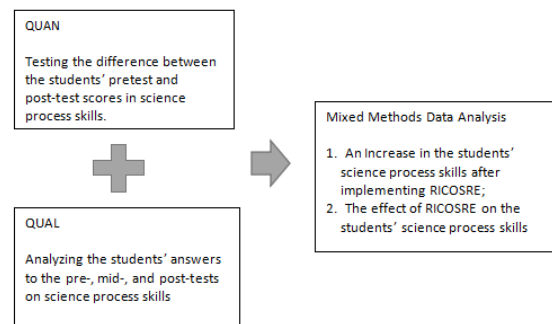 QUAN
Testing the difference between
the students' pretest and
post-test scores in science
process skills.
QUAL
Analyzing the students' answers
to the pre-, mid-, and post-tests
on science process skills
Mixed Methods Data Analysis
1. An Increase in the students'
science process skills after
implementing RICOSRE;
2. The effect of RICOSRE on the
students' science process skills